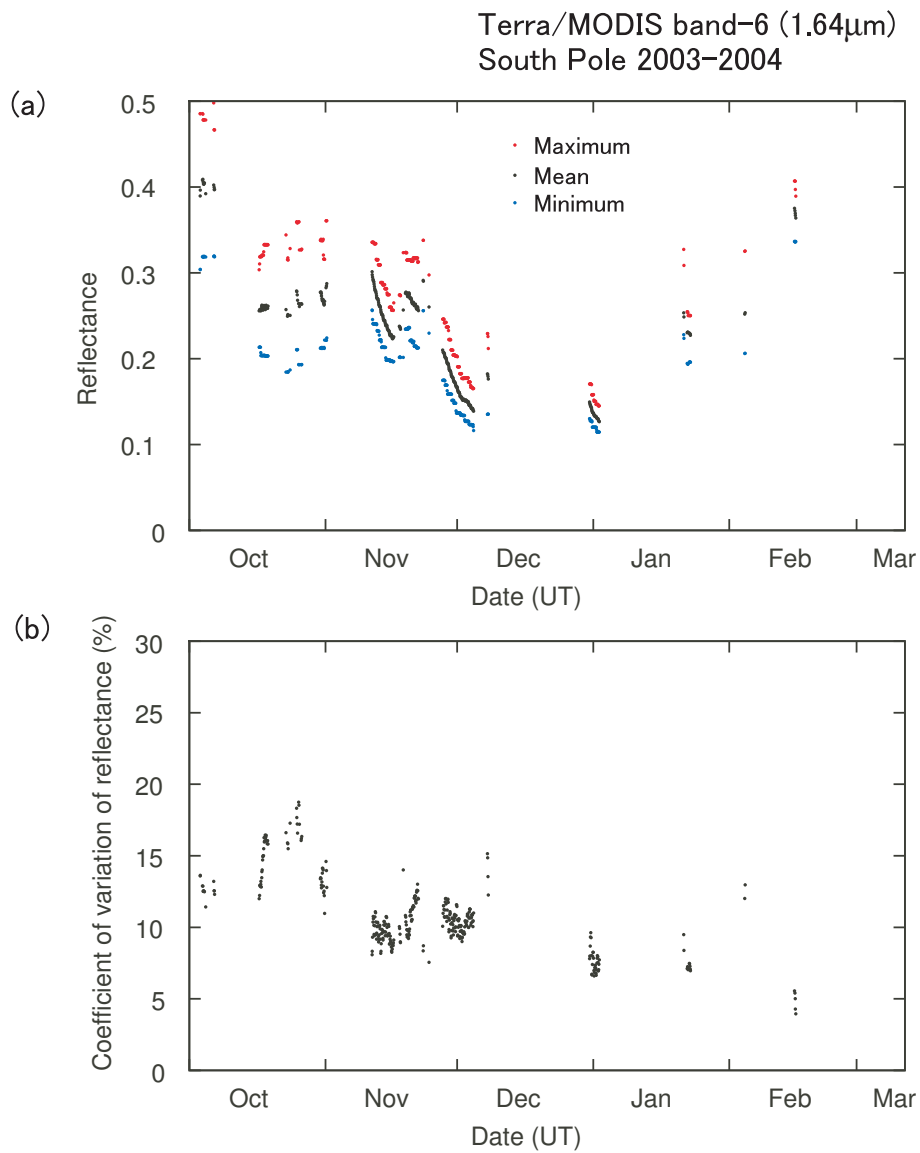 Terra/MODIS band-6 (1.64μm)
South Pole 2003-2004
(a)
0.5
0.4
0.3
0.2
0.1
0
Reflectance
Maximum
Mean
Minimum
Oct Nov Dec Jan Feb Mar
Date (UT)
(b)
30
25
20
15
10
5
0
Coefficient of variation of reflectance (%)
Oct Nov Dec Jan Feb Mar
Date (UT)